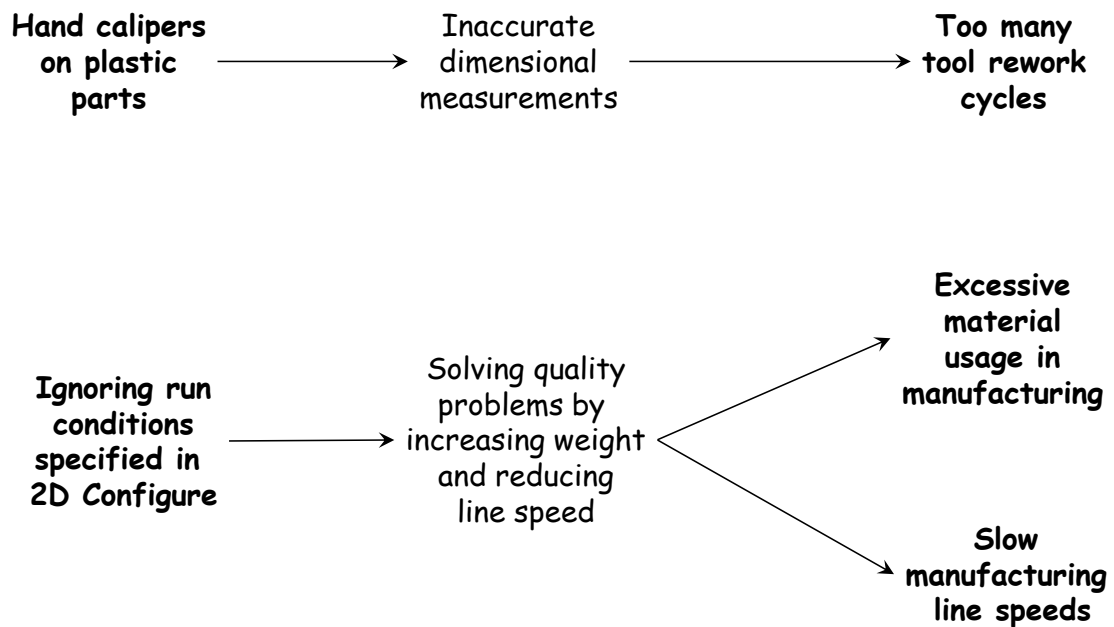 Hand calipers
on plastic
parts
Inaccurate
dimensional
measurements
Too many
tool rework
cycles
Ignoring run
conditions
specified in
2D Configure
Solving quality
problems by
increasing weight
and reducing
line speed
Excessive
material
usage in
manufacturing
Slow
manufacturing
line speeds